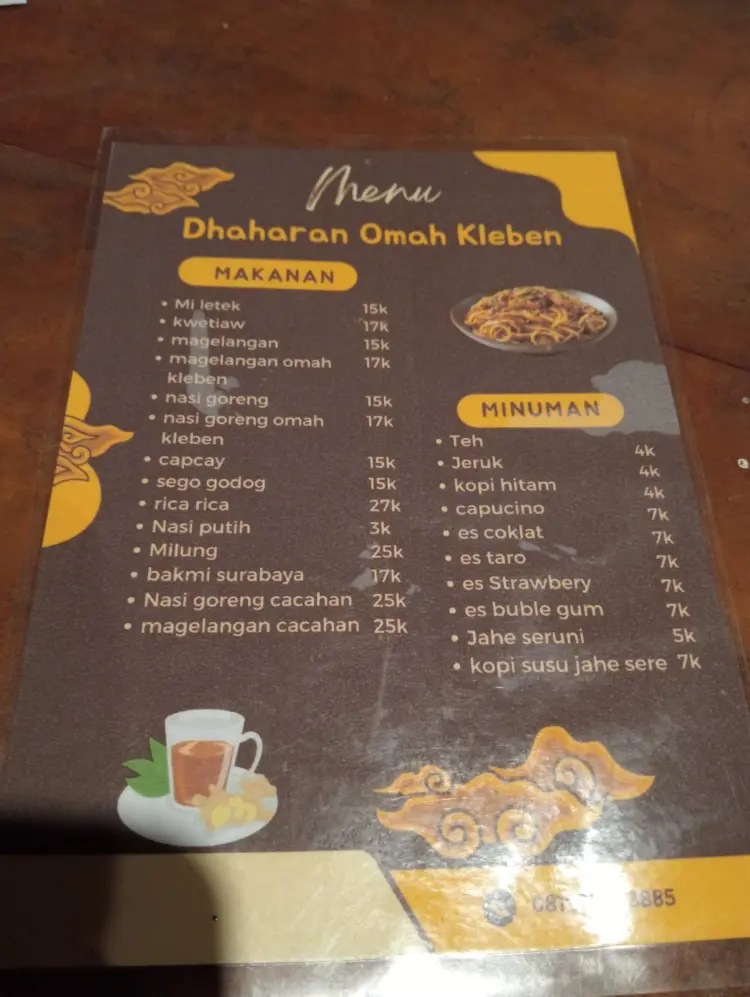 Menu
Dhaharan Omah Kleben
MAKANAN
• Mi letek 15k
• kwetiaw 17k
• magelangan 15k
• magelangan omah 17k
kleben
• nasi goreng 15k
• nasi goreng omah 17k
kleben
• capcay 15k
• sego godog 15k
• rica rica 27k
• Nasi putih 3k
• Milung 25k
• bakmi surabaya 17k
• Nasi goreng cacahan 25k
• magelangan cacahan 25k
MINUMAN
• Teh 4k
• Jeruk 4k
• kopi hitam 4k
• capucino 7k
• es coklat 7k
• es taro 7k
• es Strawbery 7k
• es buble gum 7k
• Jahe seruni 5k
• kopi susu jahe sere 7k